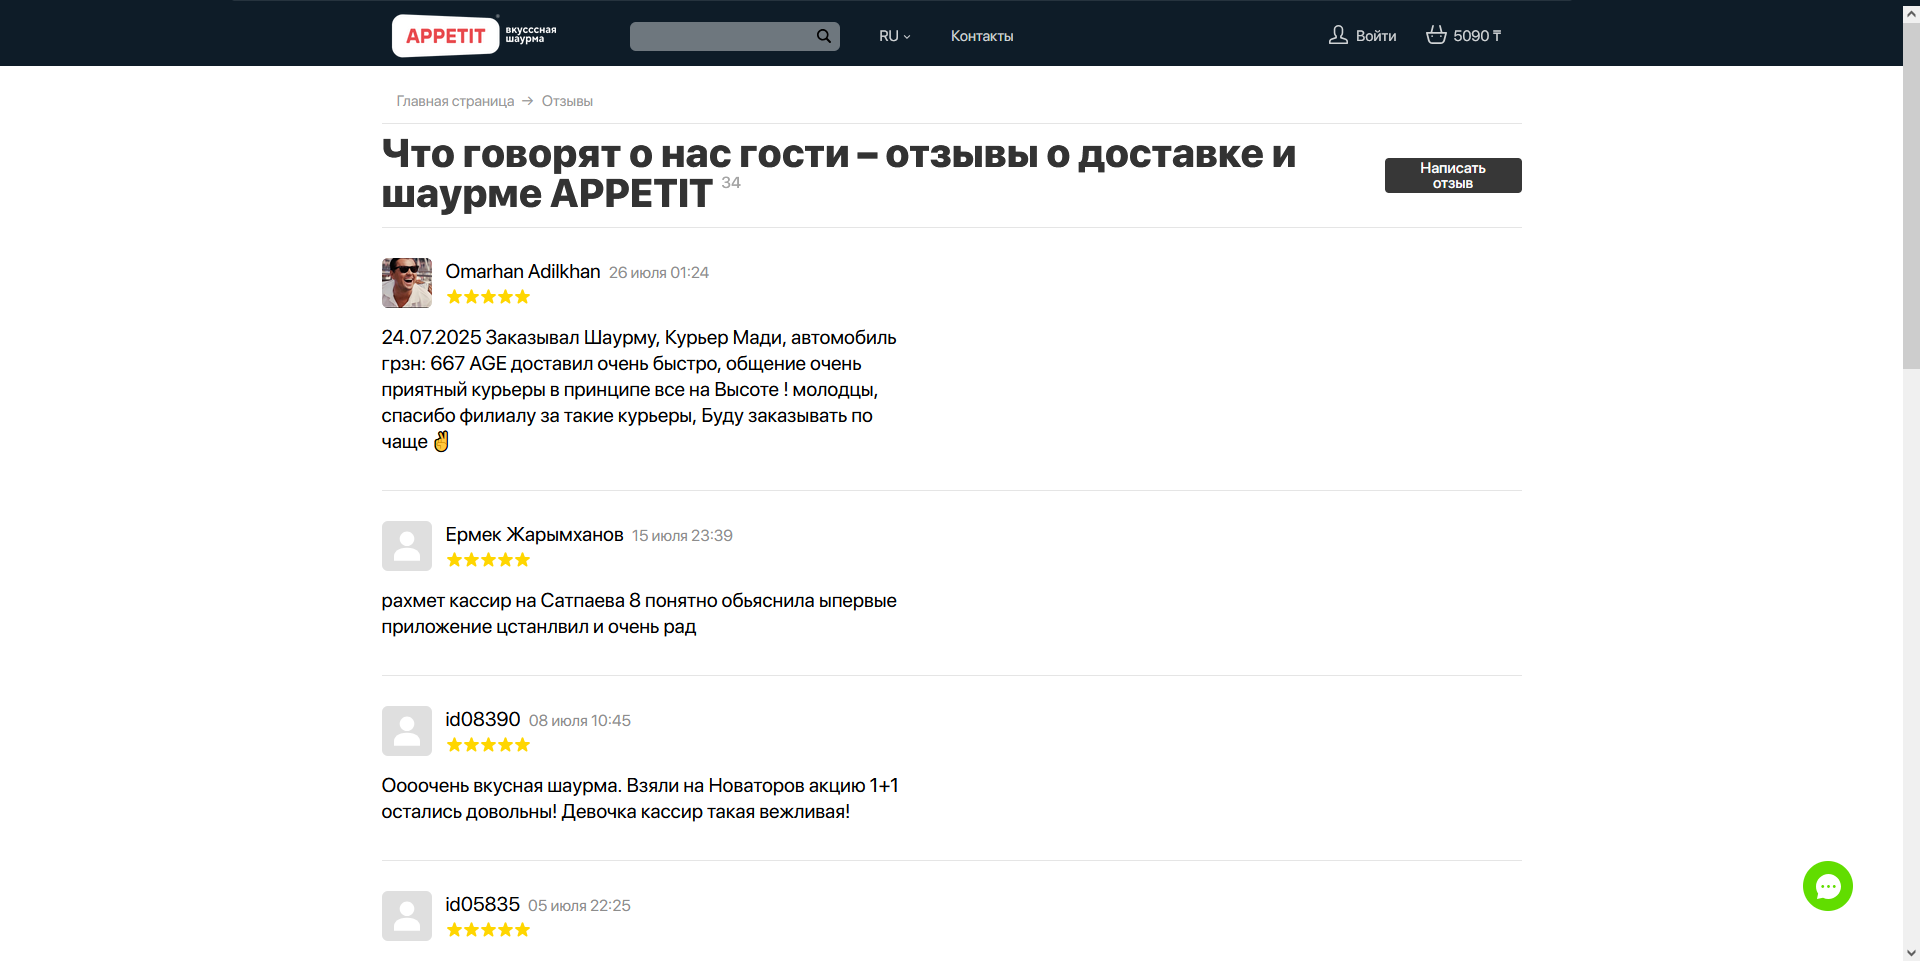 APPETIT
вкусссная
шаурма
RU
Контакты
Войти
5090 ₸
Главная страница → Отзывы
Что говорят о нас гости – отзывы о доставке и
шаурме APPETIT 34
Написать
отзыв
Omarhan Adilkhan 26 июля 01:24
24.07.2025 Заказывал Шаурму, Курьер Мади, автомобиль
грзн: 667 AGE доставил очень быстро, общение очень
приятный курьеры в принципе все на Высоте ! молодцы,
спасибо филиалу за такие курьеры, Буду заказывать по
чаще ✌
Ермек Жарымханов 15 июля 23:39
рахмет кассир на Сатпаева 8 понятно обьяснила ыпервые
приложение цстанлвил и очень рад
id08390 08 июля 10:45
Оооочень вкусная шаурма. Взяли на Новаторов акцию 1+1
остались довольны! Девочка кассир такая вежливая!
id05835 05 июля 22:25